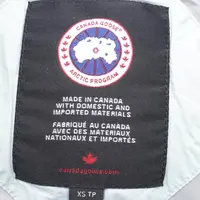 CANADA GOOSE
ARCTIC PROGRAM
MADE IN CANADA
WITH DOMESTIC AND
IMPORTED MATERIALS
FABRIQUÉ AU CANADA
AVEC DES MATÉRIAUX
NATIONAUX ET IMPORTÉS
canadagoose.com
XS TP